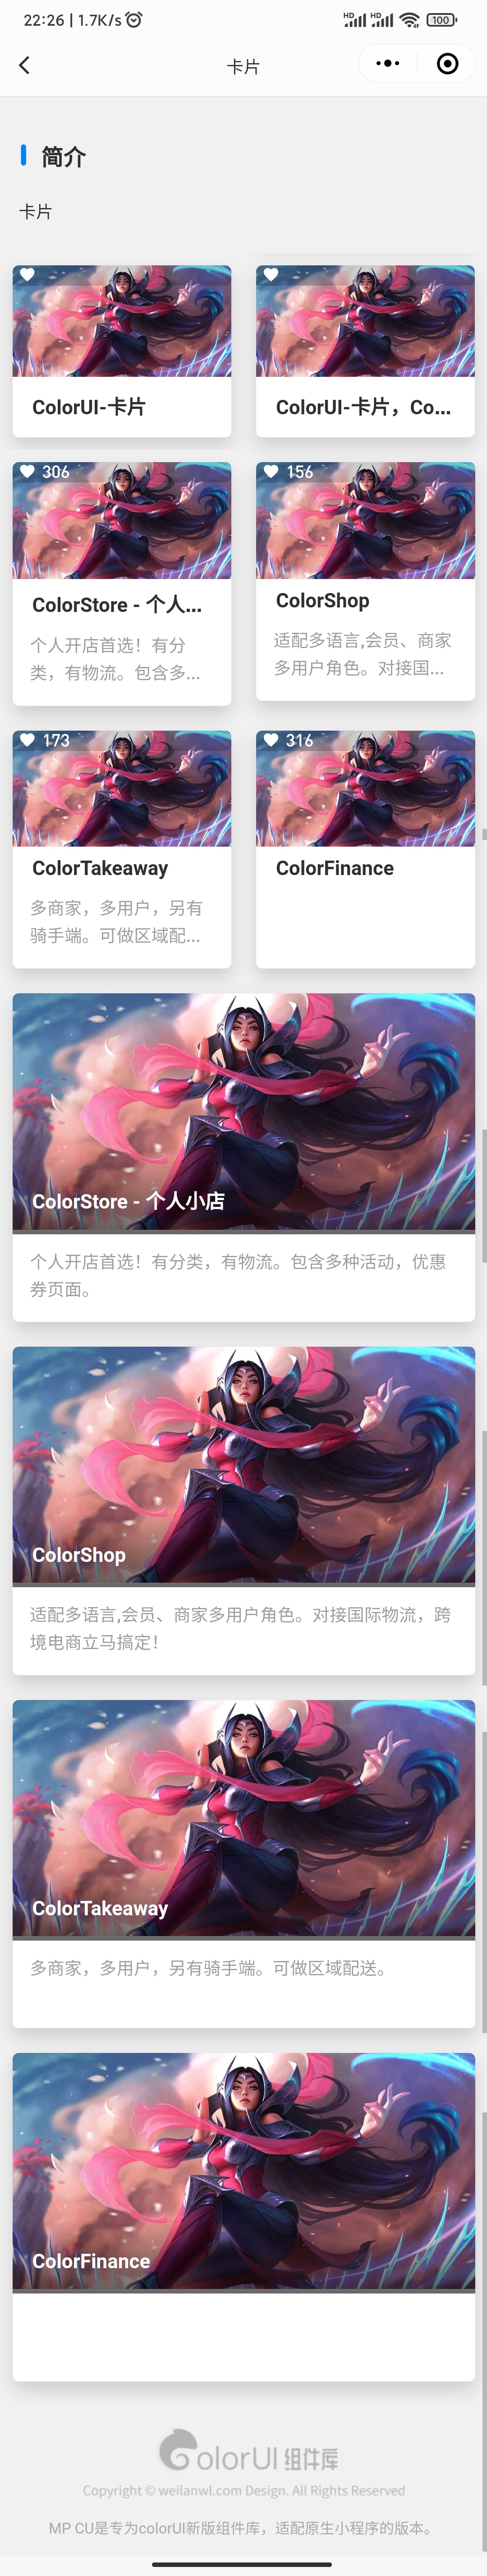 22:26 | 1.7K/s
HD HD 100
卡片
简介
卡片
ColorUI-卡片
ColorUI-卡片，Co...
306
156
ColorStore - 个人...
ColorShop
个人开店首选！有分
类，有物流。包含多...
适配多语言,会员、商家
多用户角色。对接国...
173
316
ColorTakeaway
ColorFinance
多商家，多用户，另有
骑手端。可做区域配...
ColorStore - 个人小店
个人开店首选！有分类，有物流。包含多种活动，优惠
券页面。
ColorShop
适配多语言,会员、商家多用户角色。对接国际物流，跨
境电商立马搞定！
ColorTakeaway
多商家，多用户，另有骑手端。可做区域配送。
ColorFinance
ColorUI 组件库
Copyright © weilanwl.com Design. All Rights Reserved
MP CU是专为colorUI新版组件库，适配原生小程序的版本。